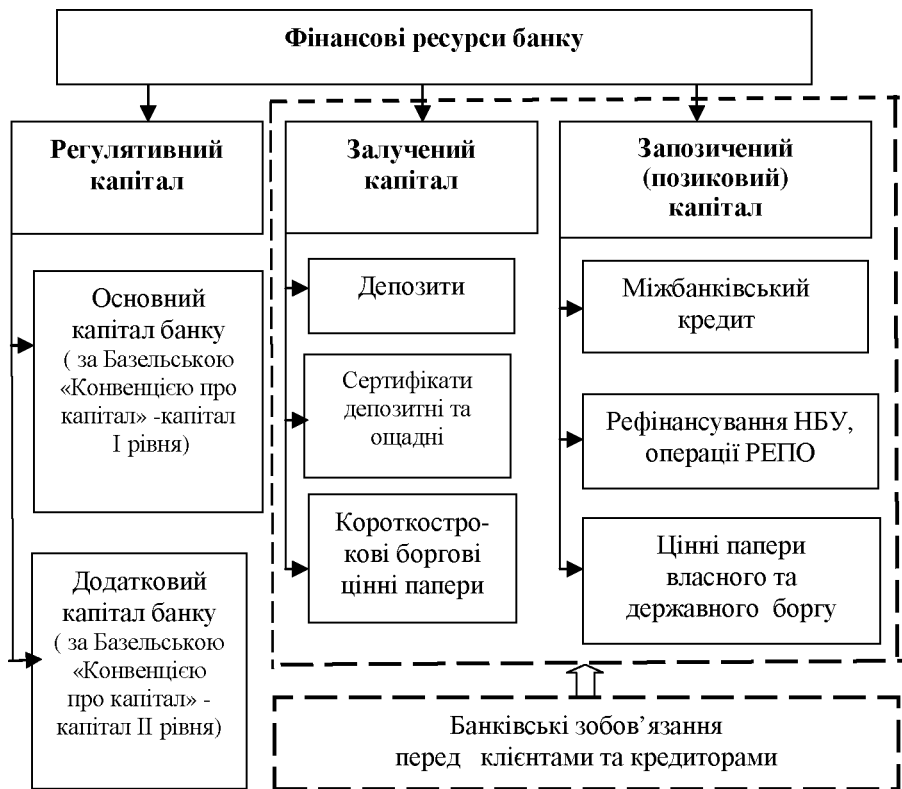 Фінансові ресурси банку
Регулятивний
капітал
Основний
капітал банку
( за Базельською
«Конвенцією про
капітал» -капітал
І рівня)
Додатковий
капітал банку
( за Базельською
«Конвенцією
про капітал» -
капітал ІІ рівня)
Залучений
капітал
Депозити
Сертифікати
депозитні та
ощадні
Короткостро-
кові боргові
цінні папери
Запозичений
(позиковий)
капітал
Міжбанківський
кредит
Рефінансування НБУ,
операції РЕПО
Цінні папери
власного та
державного боргу
Банківські зобов’язання
перед клієнтами та кредиторами